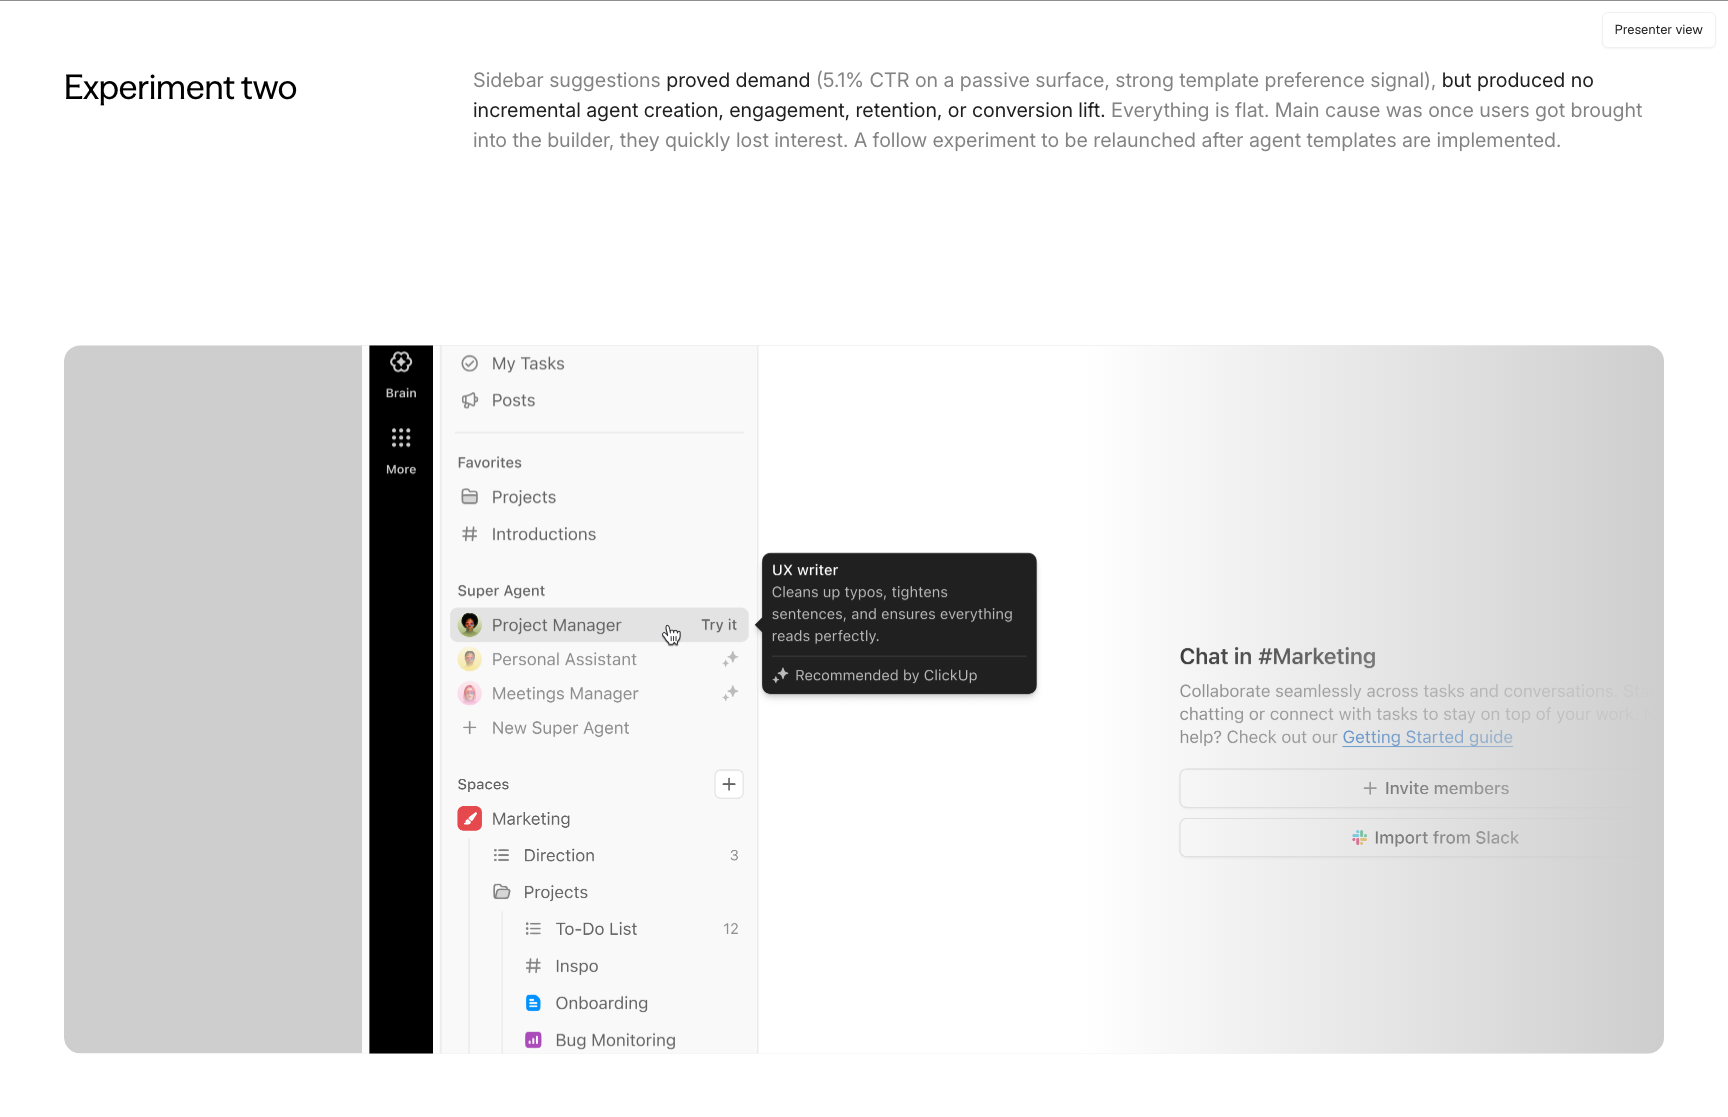 Presenter view
Experiment two
Sidebar suggestions proved demand (5.1% CTR on a passive surface, strong template preference signal), but produced no
incremental agent creation, engagement, retention, or conversion lift. Everything is flat. Main cause was once users got brought
into the builder, they quickly lost interest. A follow experiment to be relaunched after agent templates are implemented.
Brain
More
My Tasks
Posts
Favorites
Projects
Introductions
Super Agent
Project Manager Try it
Personal Assistant
Meetings Manager
New Super Agent
UX writer
Cleans up typos, tightens
sentences, and ensures everything
reads perfectly.
Recommended by ClickUp
Spaces
Marketing
Direction 3
Projects
To-Do List 12
Inspo
Onboarding
Bug Monitoring
Chat in #Marketing
Collaborate seamlessly across tasks and conversations.
chatting or connect with tasks to stay on top of your work.
help? Check out our Getting Started guide
Invite members
Import from Slack